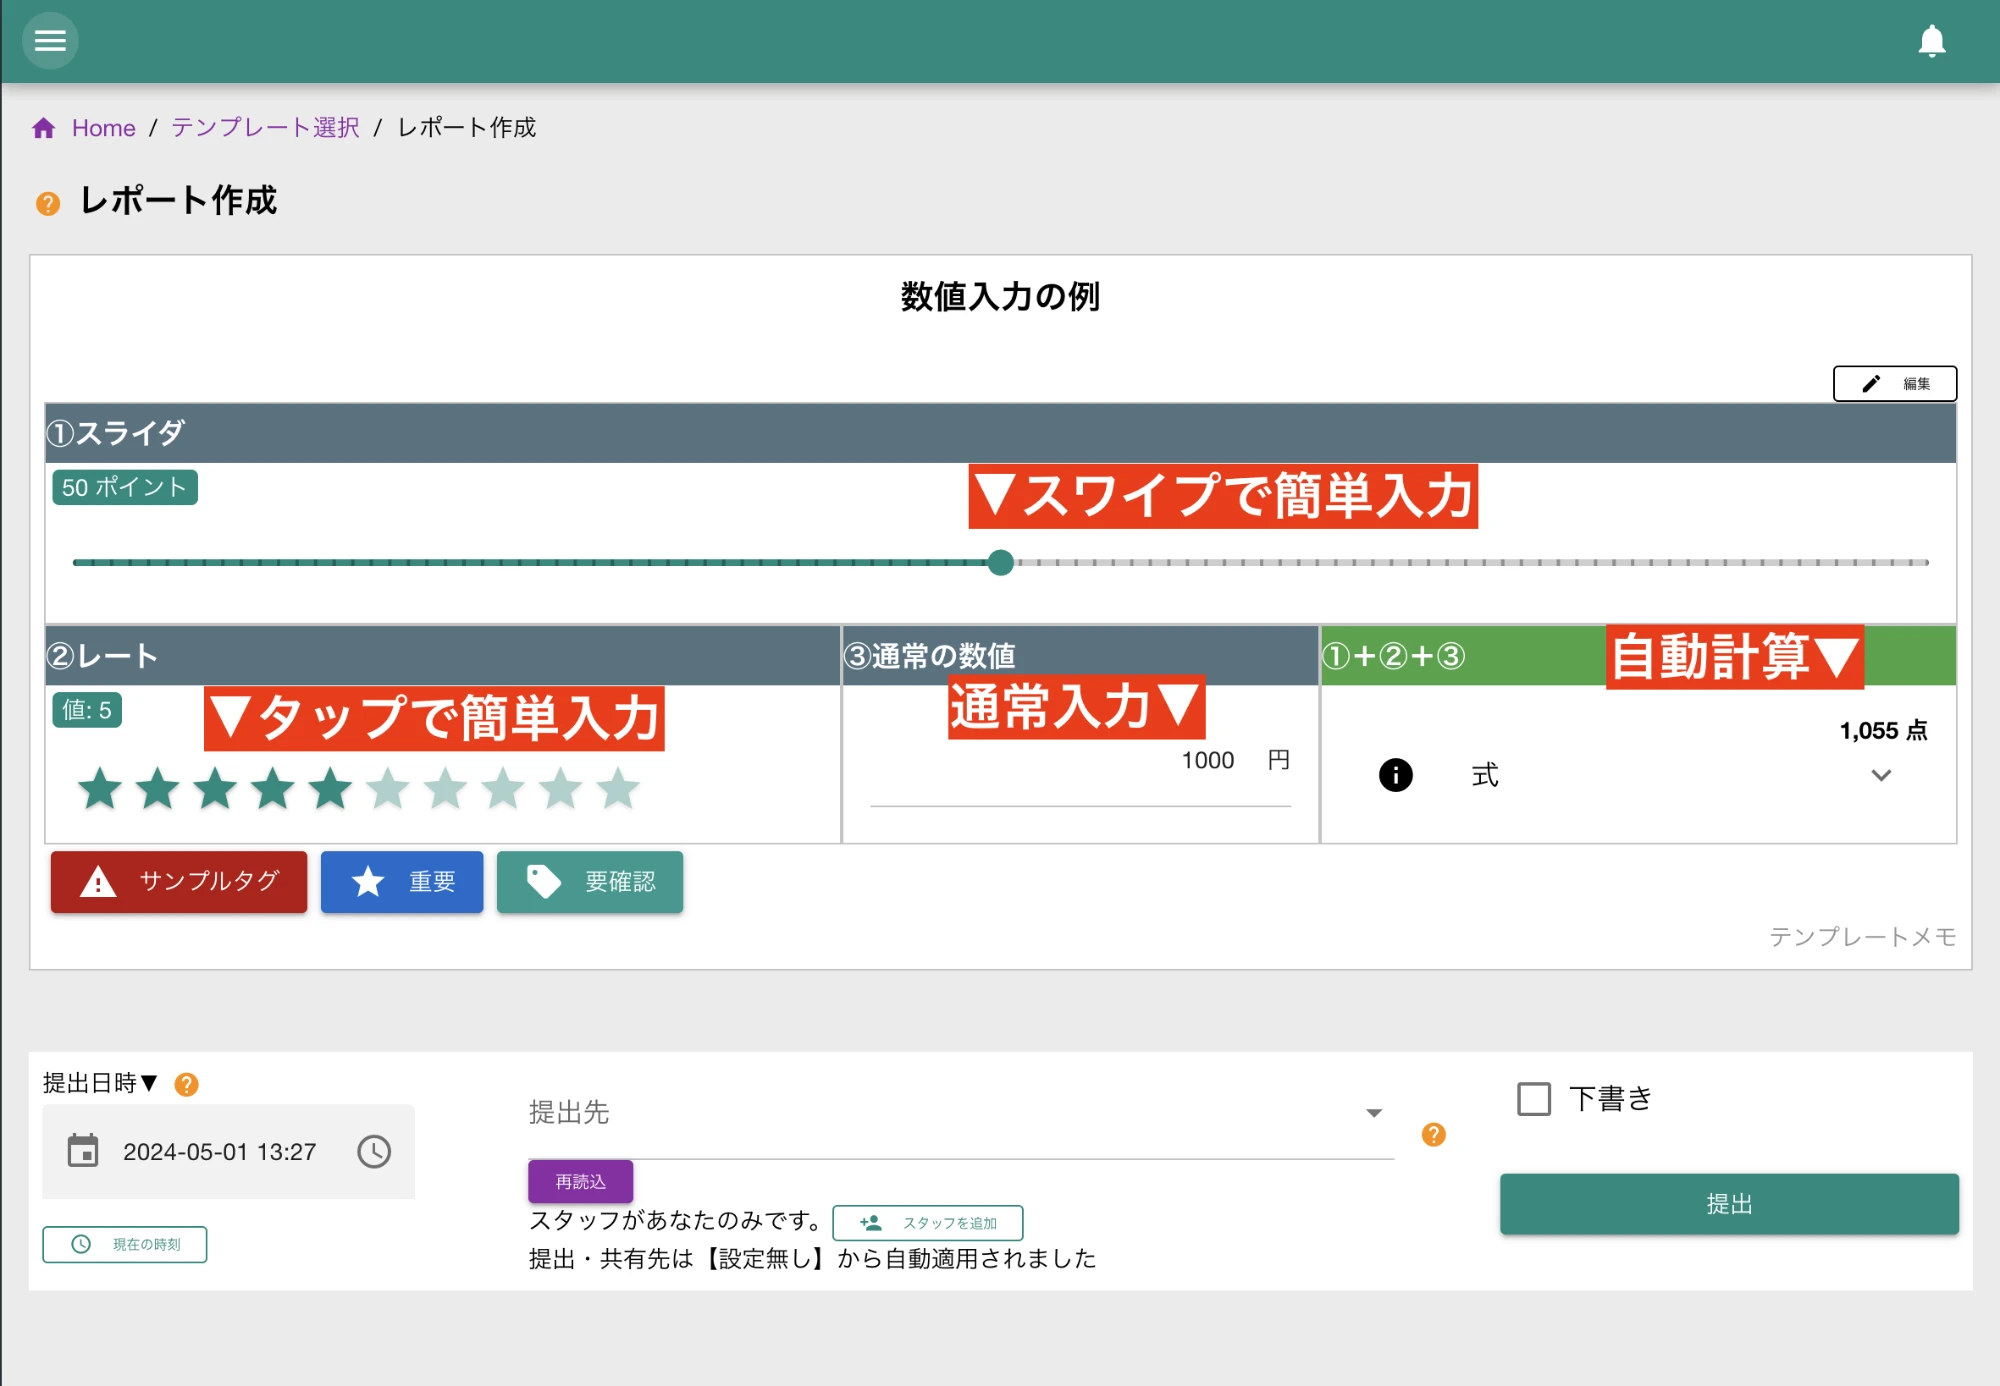 Home / テンプレート選択 / レポート作成
レポート作成
数値入力の例
編集
①スライダ
50 ポイント
▼スワイプで簡単入力
②レート
③通常の数値
①+②+③
自動計算▼
値: 5
▼タップで簡単入力
通常入力▼
1000 円
1,055 点
式
サンプルタグ
重要
要確認
テンプレートメモ
提出日時▼
2024-05-01 13:27
現在の時刻
提出先
再読込
スタッフがあなたのみです。 スタッフを追加
提出・共有先は【設定無し】から自動適用されました
下書き
提出